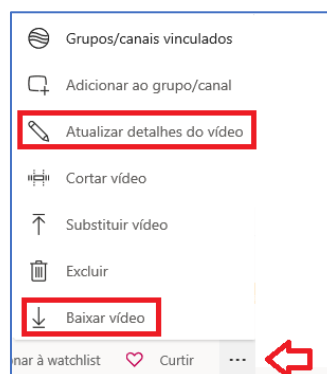 Grupos/canais vinculados
Adicionar ao grupo/canal
Atualizar detalhes do vídeo
Cortar vídeo
Substituir vídeo
Excluir
Baixar vídeo
nar à watchlist Curtir ...